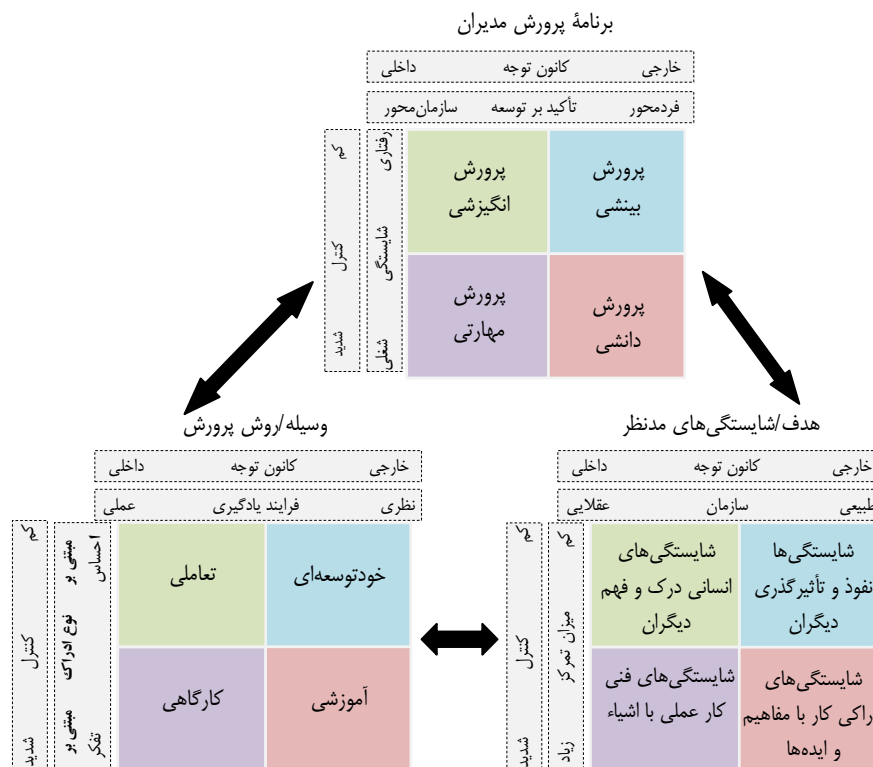 برنامهٔ پرورش مدیران
خارجی کانون توجه داخلی
فردمحور تأکید بر توسعه سازمان‌محور
کم کنترل شدید
رفتاری شایستگی شغلی
پرورش
بینشی
پرورش
انگیزشی
پرورش
دانشی
پرورش
مهارتی
هدف/شایستگی‌های مدنظر
خارجی کانون توجه داخلی
طبیعی سازمان عقلایی
کم کنترل شدید
کم میزان تمرکز زیاد
شایستگی‌ها
نفوذ و تأثیرگذری
دیگران
شایستگی‌های
انسانی درک و فهم
دیگران
شایستگی‌های
راکی کار با مفاهیم
و ایده‌ها
شایستگی‌های فنی
کار عملی با اشیاء
وسیله/روش پرورش
خارجی کانون توجه داخلی
نظری فرایند یادگیری عملی
کم کنترل شدید
مبتنی بر نوع ادراک مبتنی بر
احساس تفکر
خودتوسعه‌ای
تعاملی
آموزشی
کارگاهی